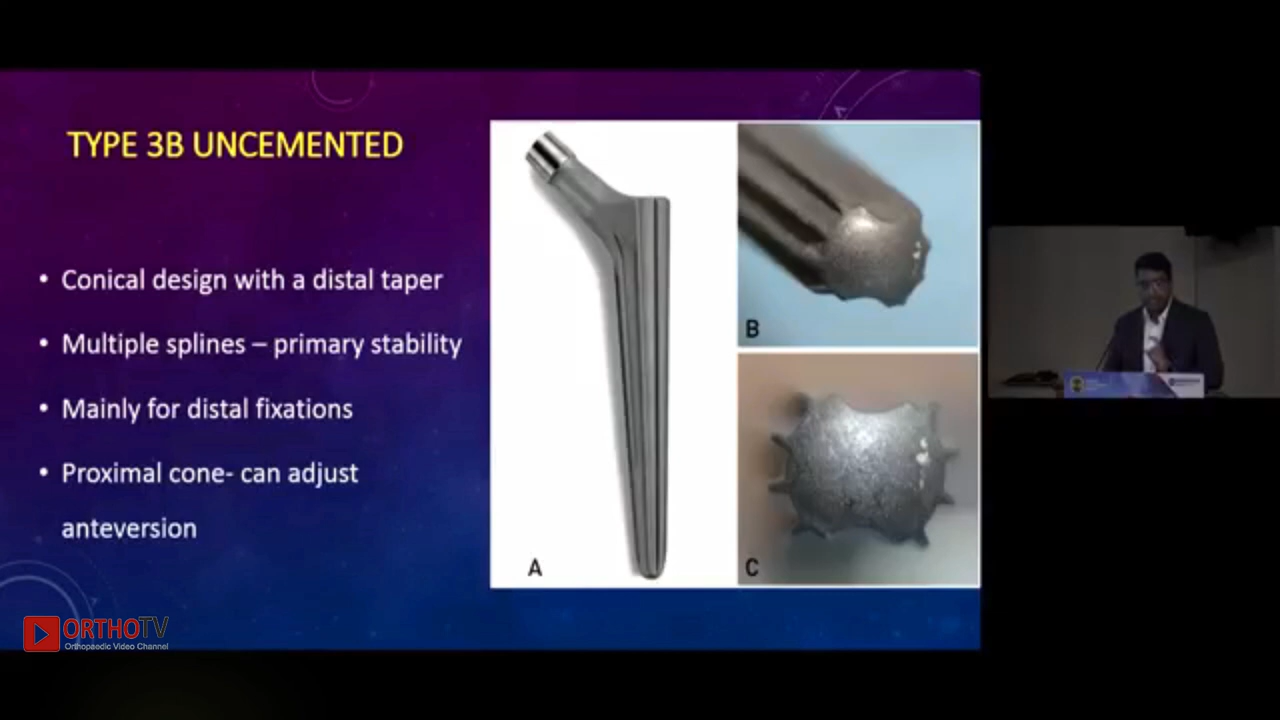 TYPE 3B UNCEMENTED
• Conical design with a distal taper
• Multiple splines – primary stability
• Mainly for distal fixations
• Proximal cone- can adjust
anteversion
A
B
C
ORTHOTV
Orthopaedic Video Channel